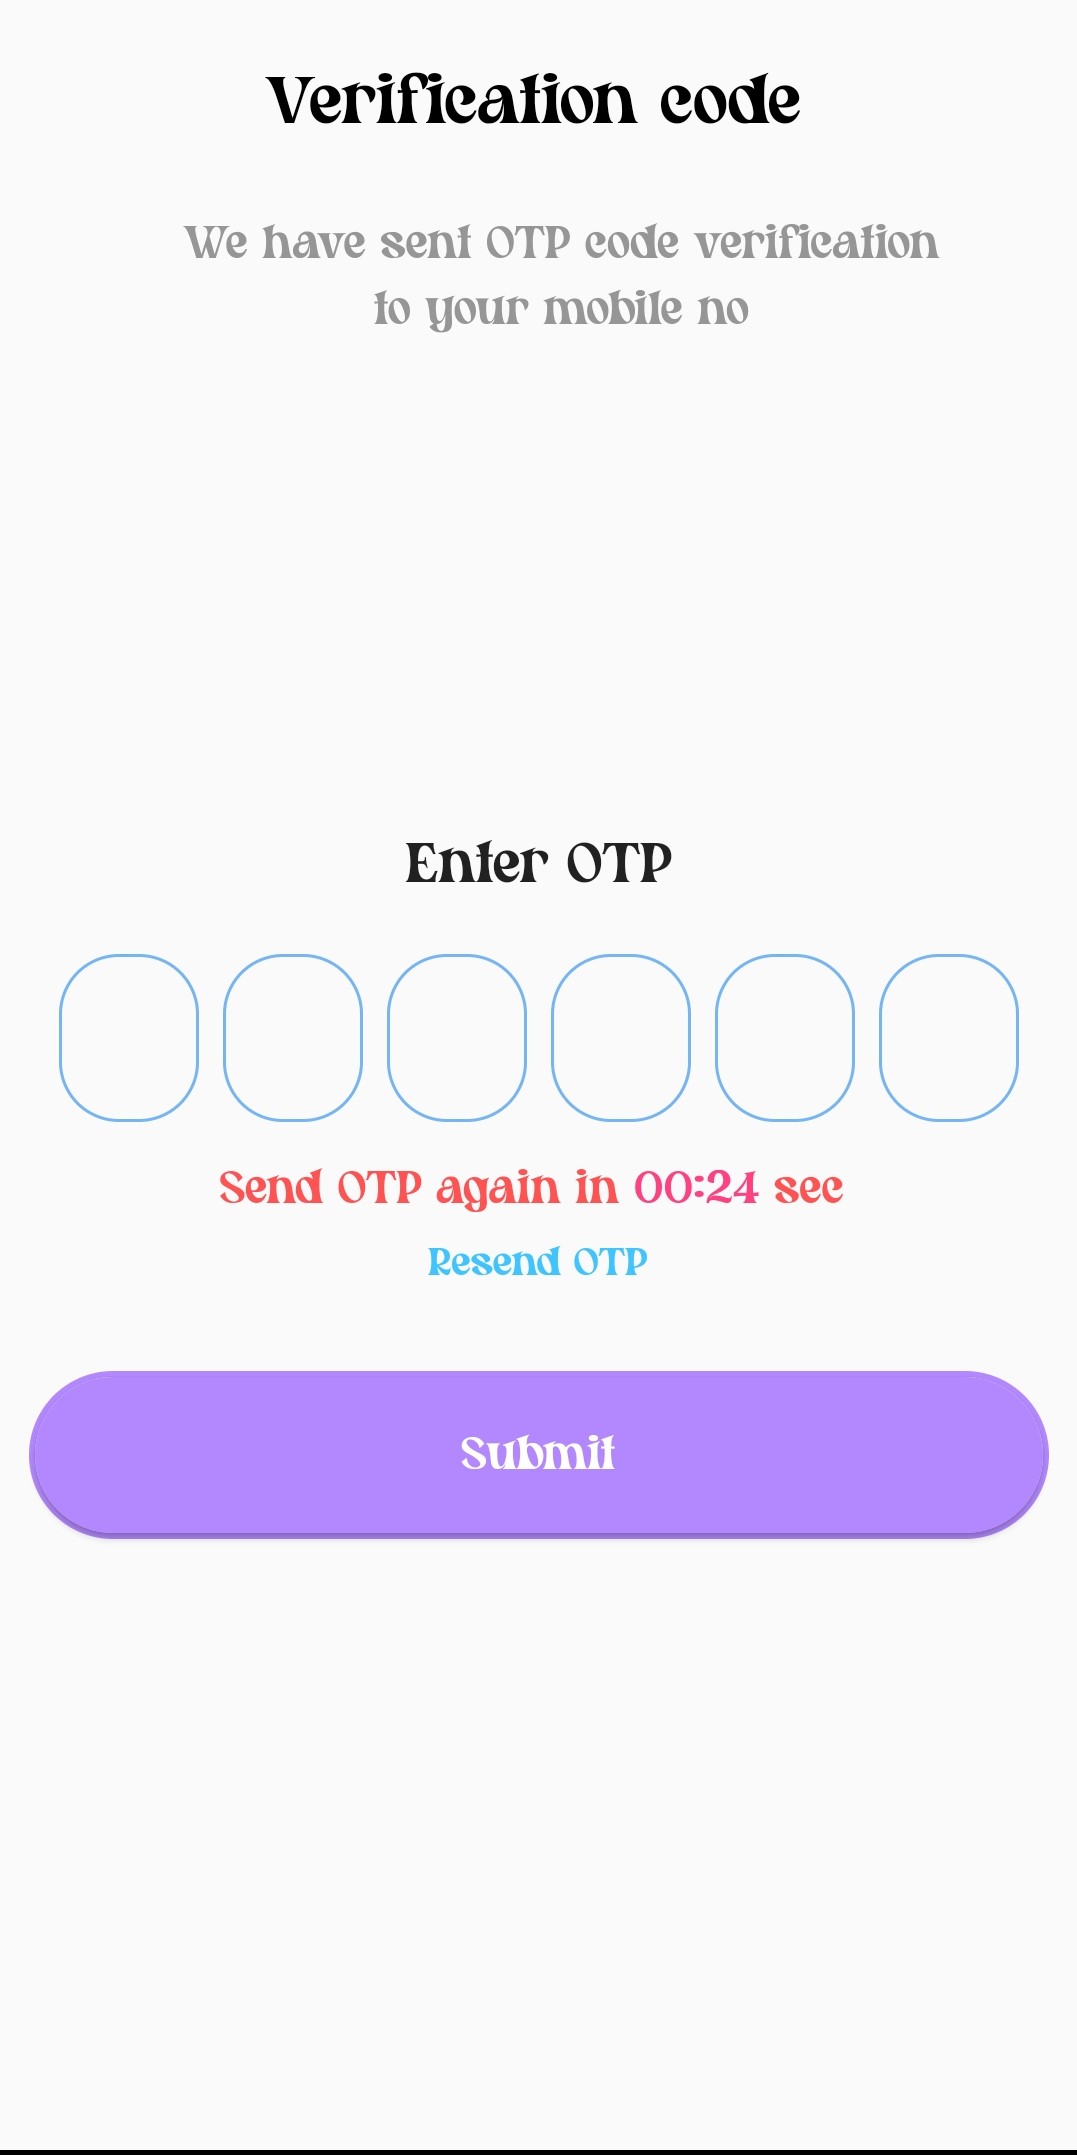 Verification code
We have sent OTP code verification
to your mobile no
Enter OTP
Send OTP again in 00:24 sec
Resend OTP
Submit